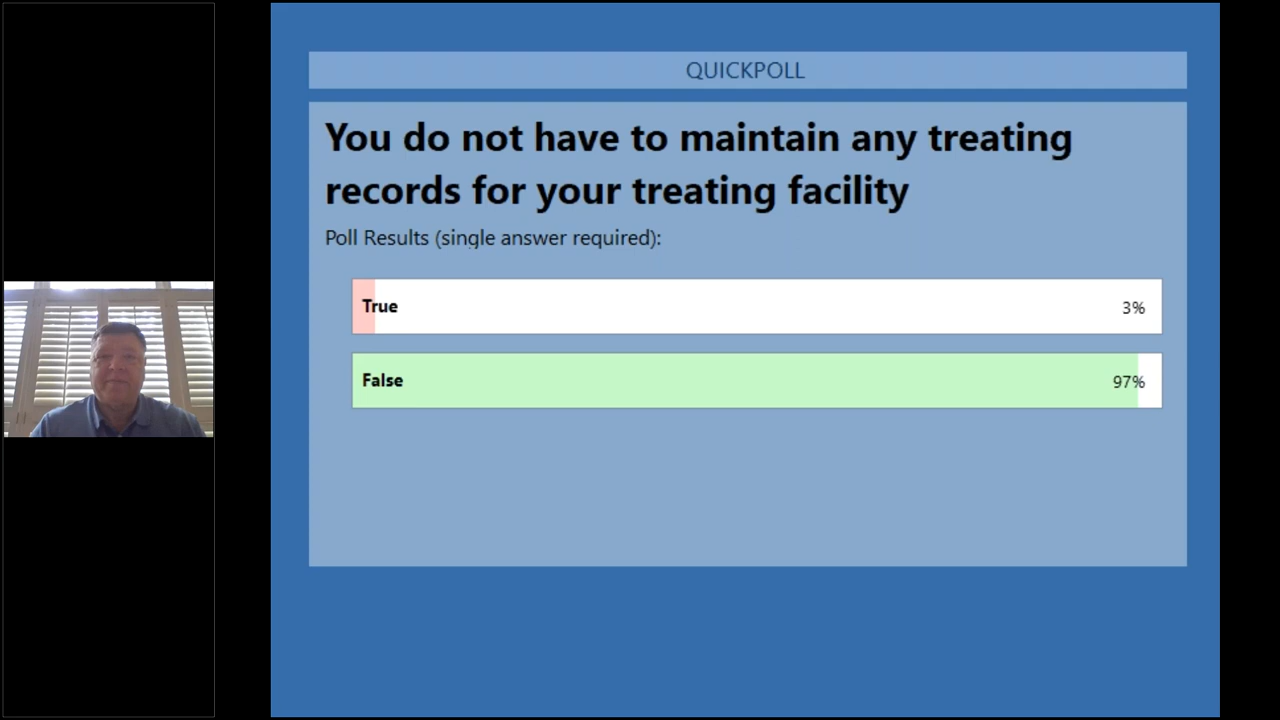 QUICKPOLL
You do not have to maintain any treating
records for your treating facility
Poll Results (single answer required):
True 3%
False 97%